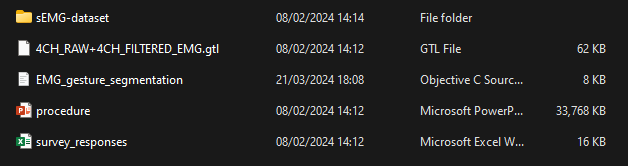 sEMG-dataset 08/02/2024 14:14 File folder
4CH_RAW+4CH_FILTERED_EMG.gtl 08/02/2024 14:12 GTL File 62 KB
EMG_gesture_segmentation 21/03/2024 18:08 Objective C Sourc... 8 KB
procedure 08/02/2024 14:12 Microsoft PowerP... 33,768 KB
survey_responses 08/02/2024 14:12 Microsoft Excel W... 16 KB